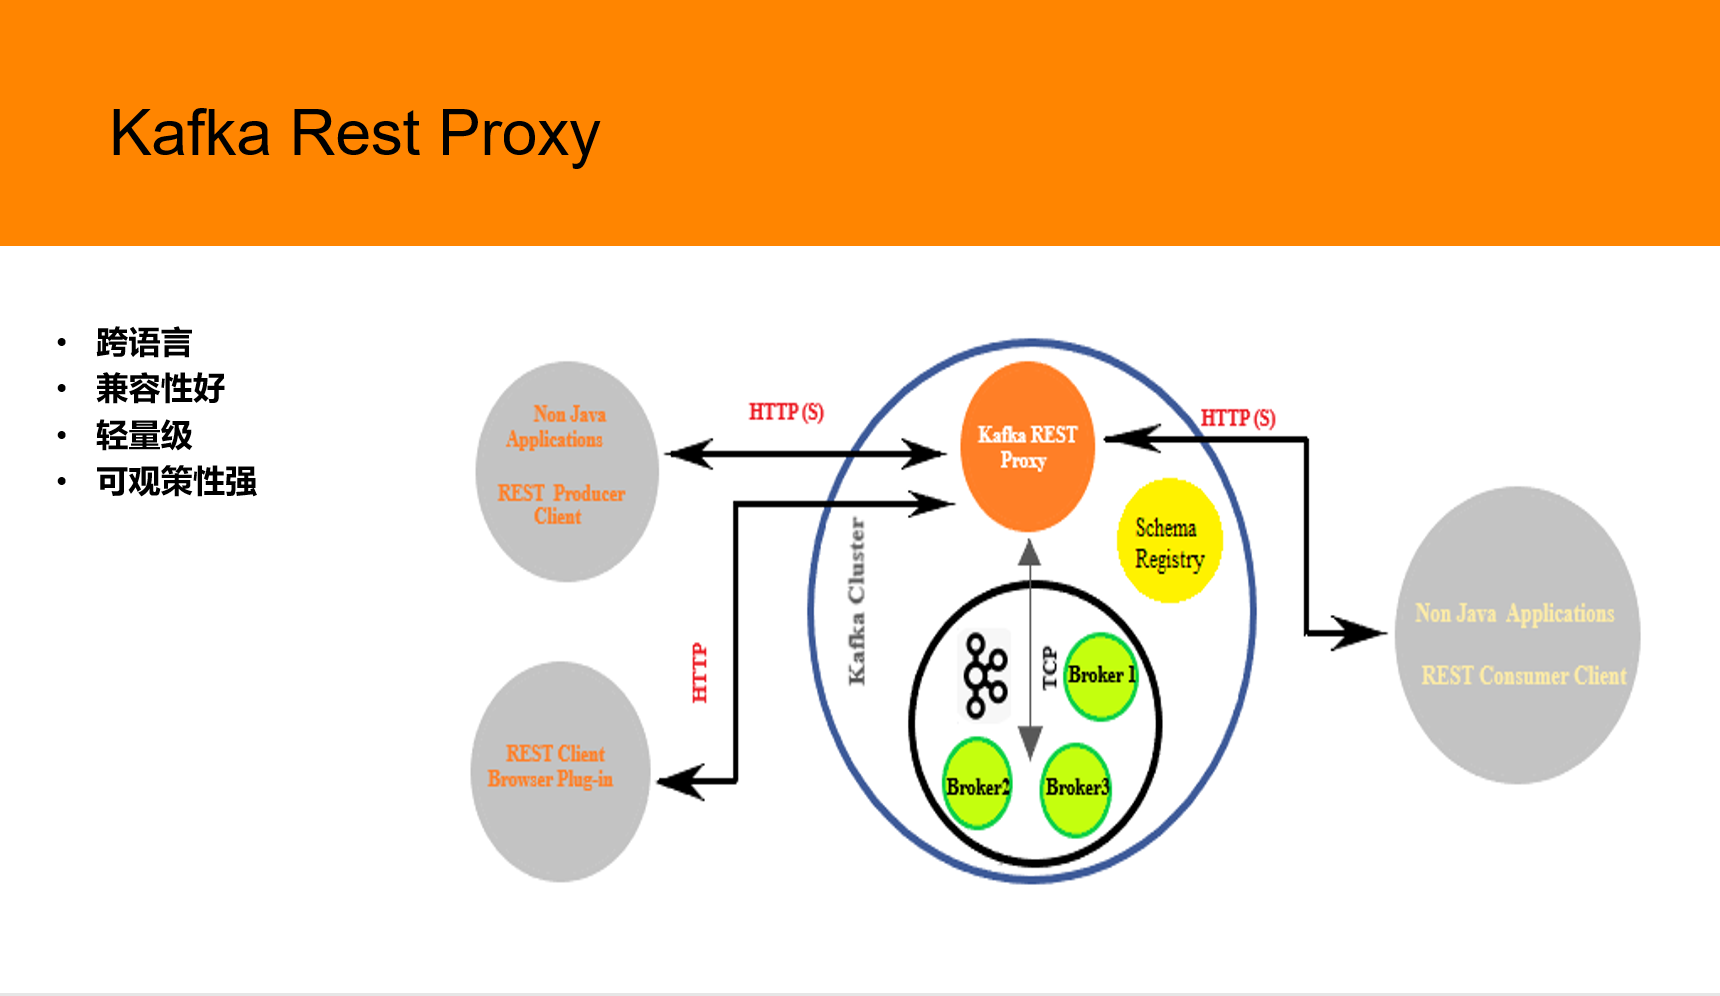 Kafka Rest Proxy
跨语言
兼容性好
轻量级
可观策性强
Non Java
Applications
REST Producer
Client
HTTP (S)
Kafka REST
Proxy
HTTP (S)
Schema
Registry
Kafka Cluster
TCP
Broker 1
Broker2
Broker3
HTTP
REST Client
Browser Plug-in
Non Java Applications
REST Consumer Client